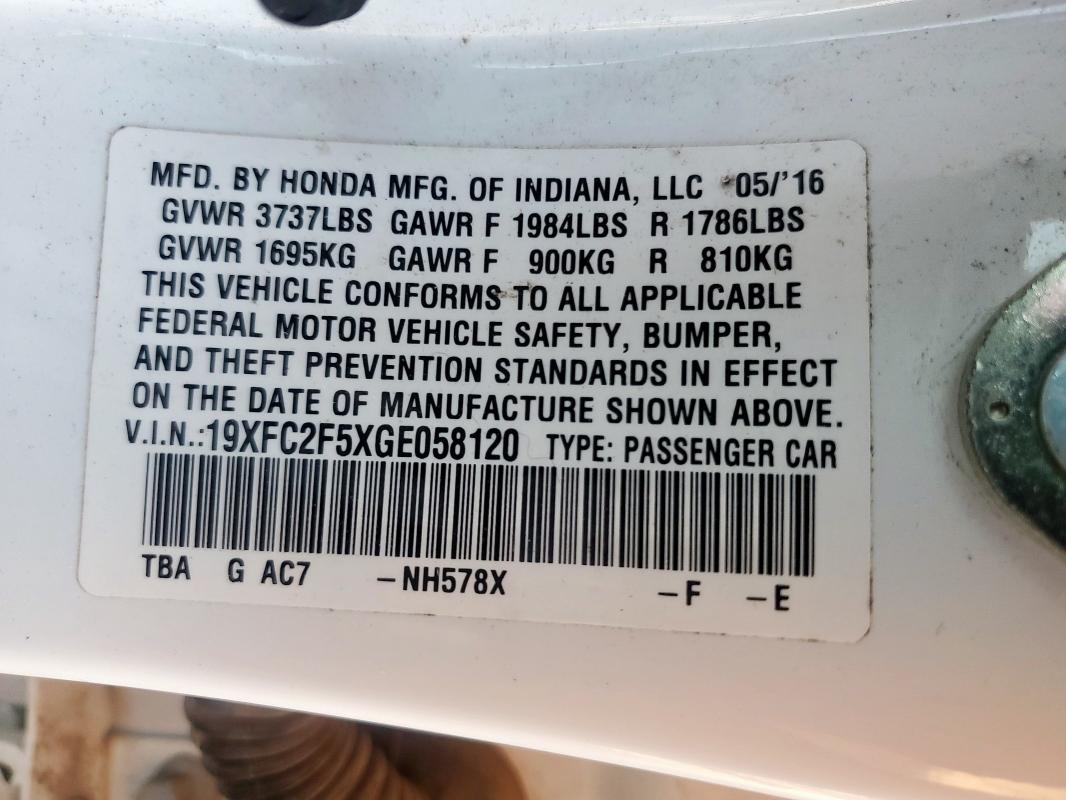 MFD. BY HONDA MFG. OF INDIANA, LLC 05/'16
GVWR 3737LBS GAWR F 1984LBS R 1786LBS
GVWR 1695KG GAWR F 900KG R 810KG
THIS VEHICLE CONFORMS TO ALL APPLICABLE
FEDERAL MOTOR VEHICLE SAFETY, BUMPER,
AND THEFT PREVENTION STANDARDS IN EFFECT
ON THE DATE OF MANUFACTURE SHOWN ABOVE.
V.I.N.:19XFC2F5XGE058120 TYPE: PASSENGER CAR
TBA G AC7 -NH578X -F -E